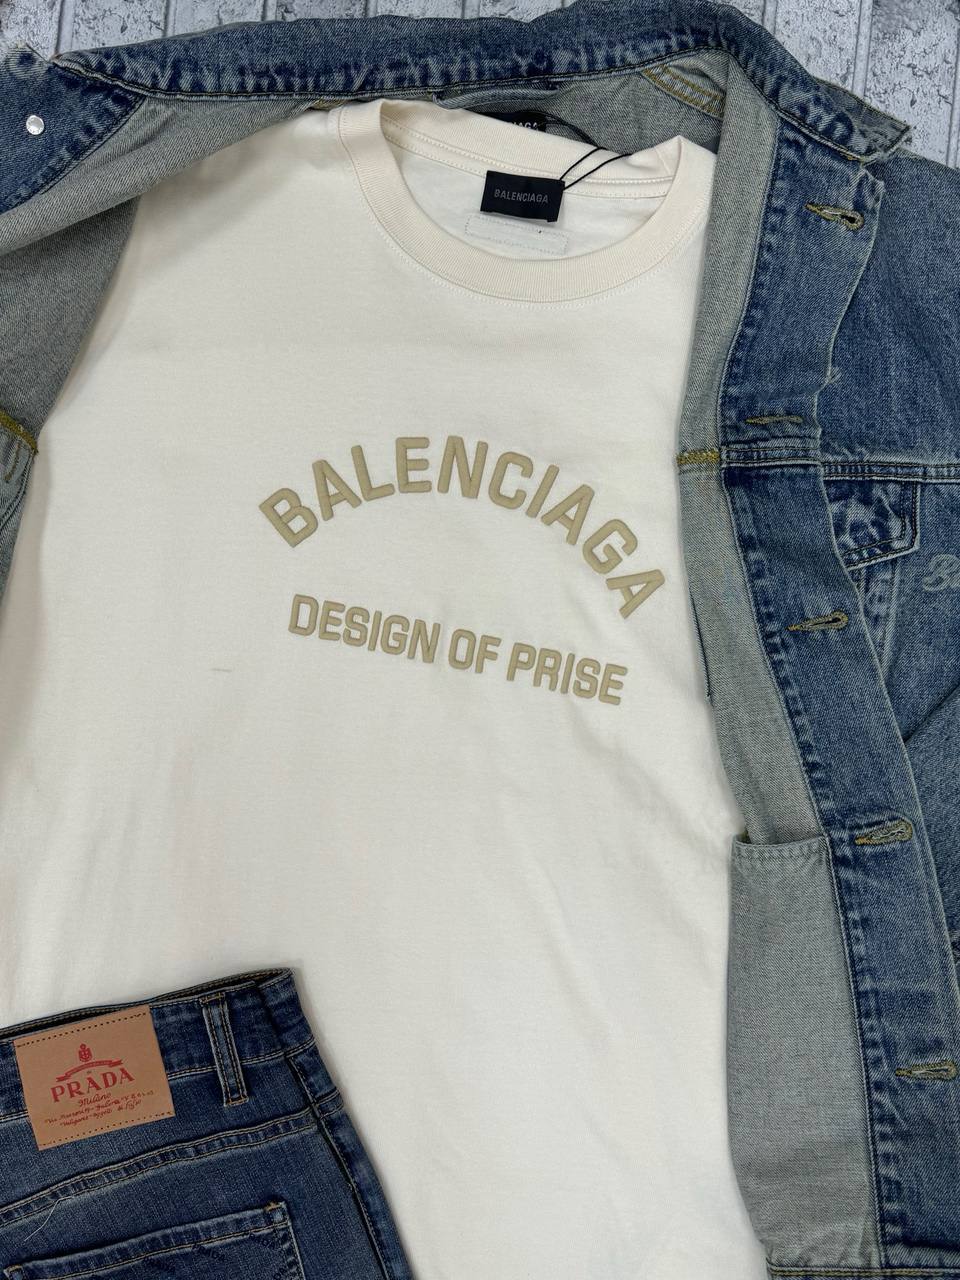 BALENCIAGA
BALENCIAGA
DESIGN OF PRISE
PRADA
Milano